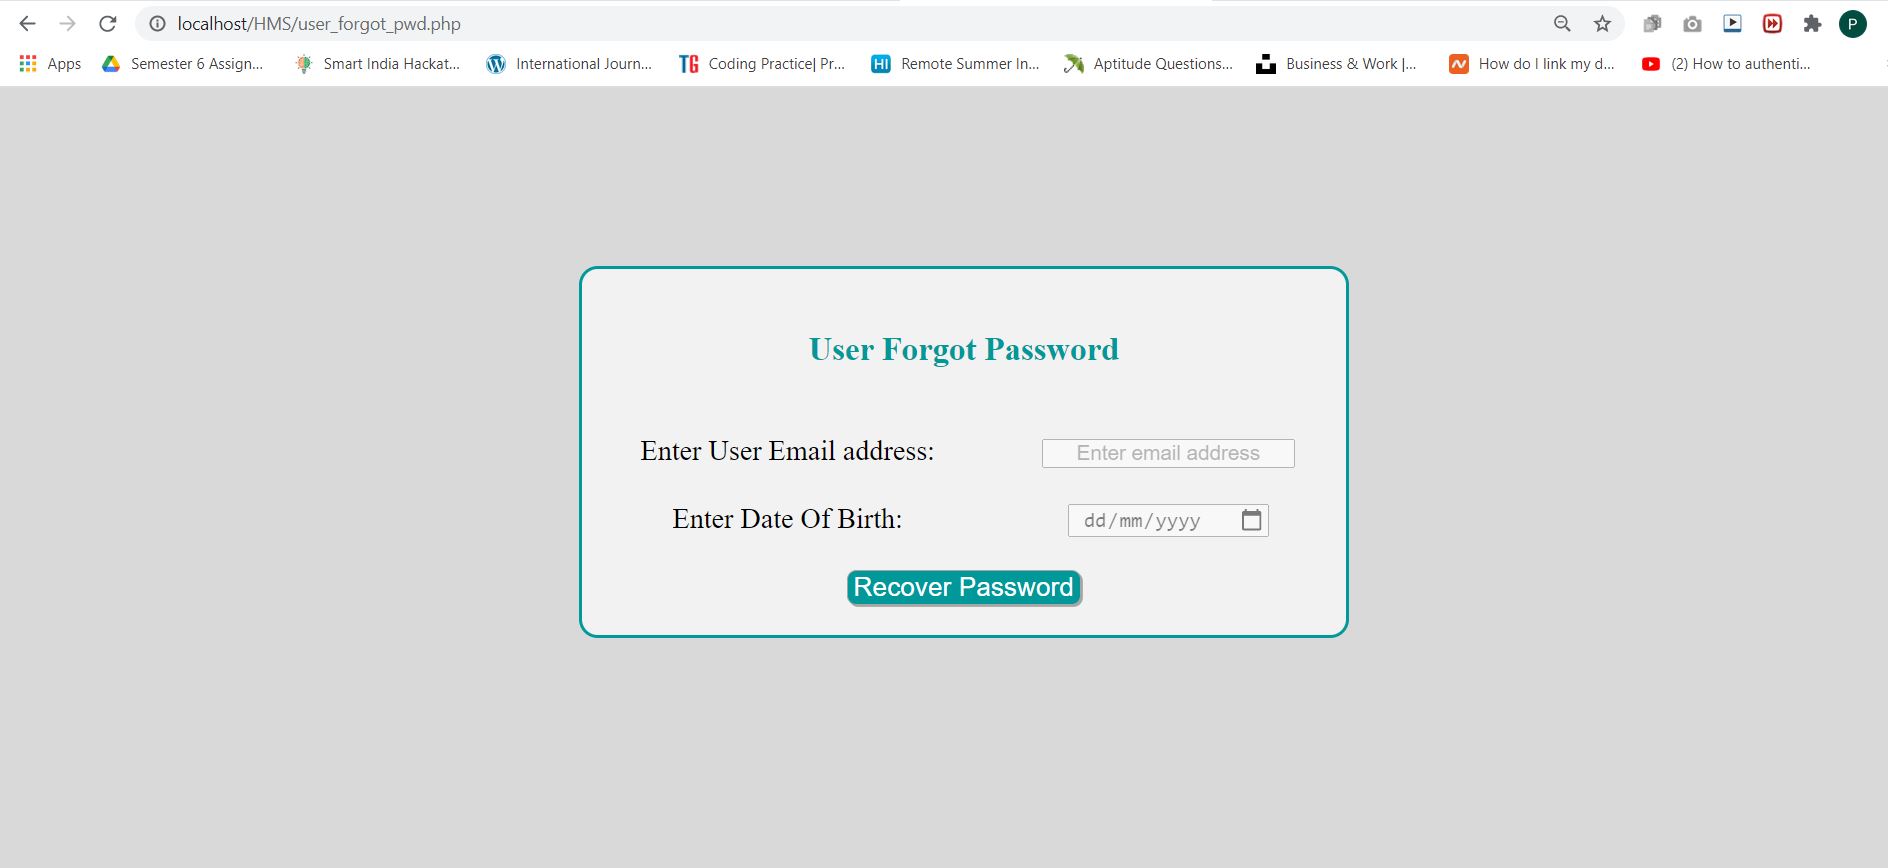 localhost/HMS/user_forgot_pwd.php
P
Apps Semester 6 Assign... Smart India Hackat... International Journ... TG Coding Practice| Pr... HI Remote Summer In... Aptitude Questions... Business & Work |... How do I link my d... (2) How to authenti...
User Forgot Password
Enter User Email address: Enter email address
Enter Date Of Birth: dd/mm/yyyy
Recover Password